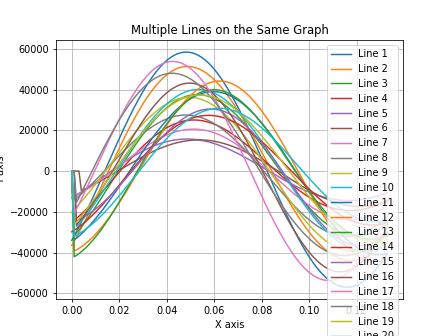 Multiple Lines on the Same Graph
60000
40000
20000
0
−20000
−40000
−60000
0.00
0.02
0.04
0.06
0.08
0.10
X axis
Line 1
Line 2
Line 3
Line 4
Line 5
Line 6
Line 7
Line 8
Line 9
Line 10
Line 12
Line 13
Line 14
Line 15
Line 16
Line 17
Line 18
Line 19
Line 20